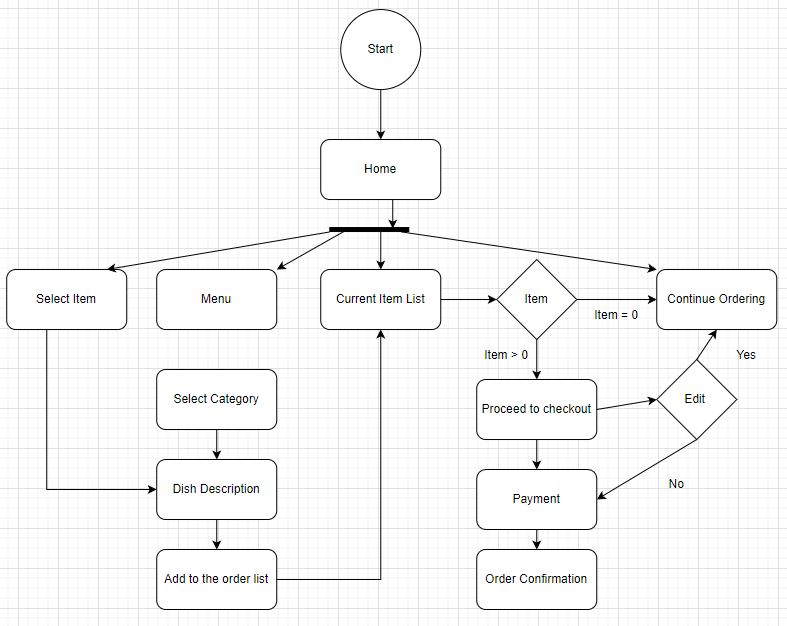 Start
Home
Select Item
Menu
Current Item List
Item
Continue Ordering
Item = 0
Item > 0
Yes
Select Category
Proceed to checkout
Edit
Dish Description
Payment
No
Add to the order list
Order Confirmation